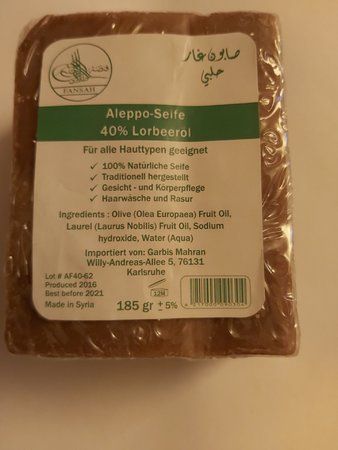 صابون غار
حلبي
FANSAH
Aleppo-Seife
40% Lorbeeröl
Für alle Hauttypen geeignet
✓ 100% Natürliche Seife
✓ Traditionell hergestellt
✓ Gesicht - und Körperpflege
✓ Haarwäsche und Rasur
Ingredients : Olive (Olea Europaea) Fruit Oil,
Laurel (Laurus Nobilis) Fruit Oil, Sodium
hydroxide, Water (Aqua)
Importiert von: Garbis Mahran
Willy-Andreas-Allee 5, 76131
Karlsruhe
Lot # AF40-62
Produced 2016
Best before 2021
Made in Syria
185 gr ± 5%
12M